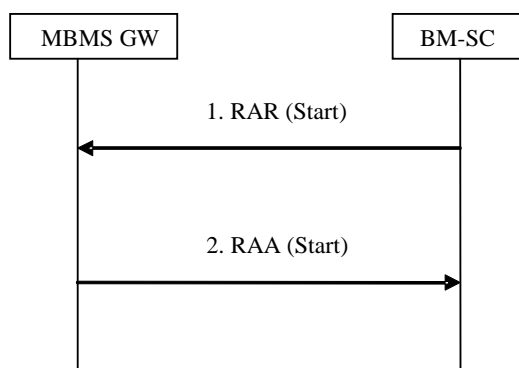 MBMS GW
BM-SC
1. RAR (Start)
2. RAA (Start)